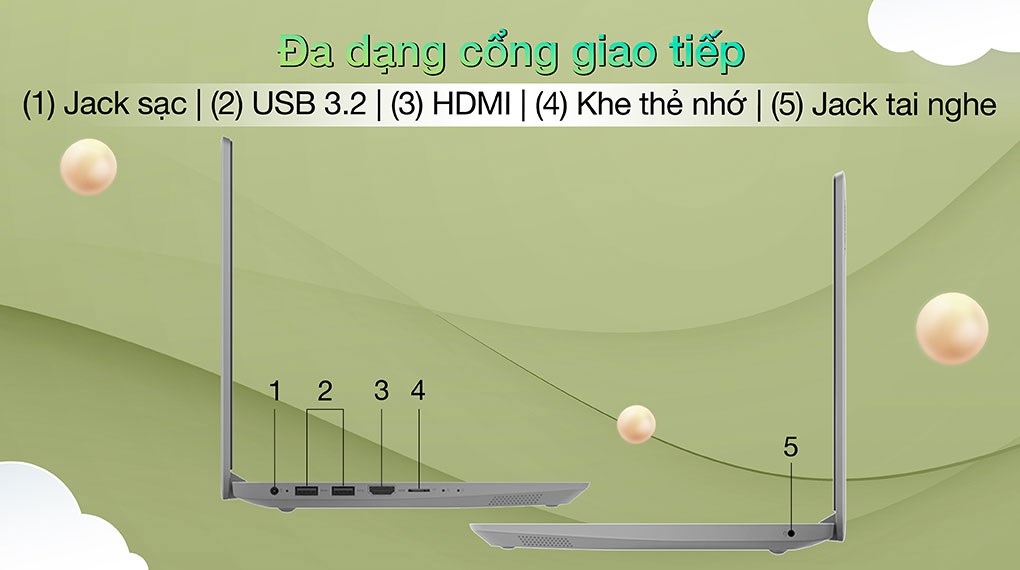 Đa dạng cổng giao tiếp
(1) Jack sạc | (2) USB 3.2 | (3) HDMI | (4) Khe thẻ nhớ | (5) Jack tai nghe
1 2 3 4
5